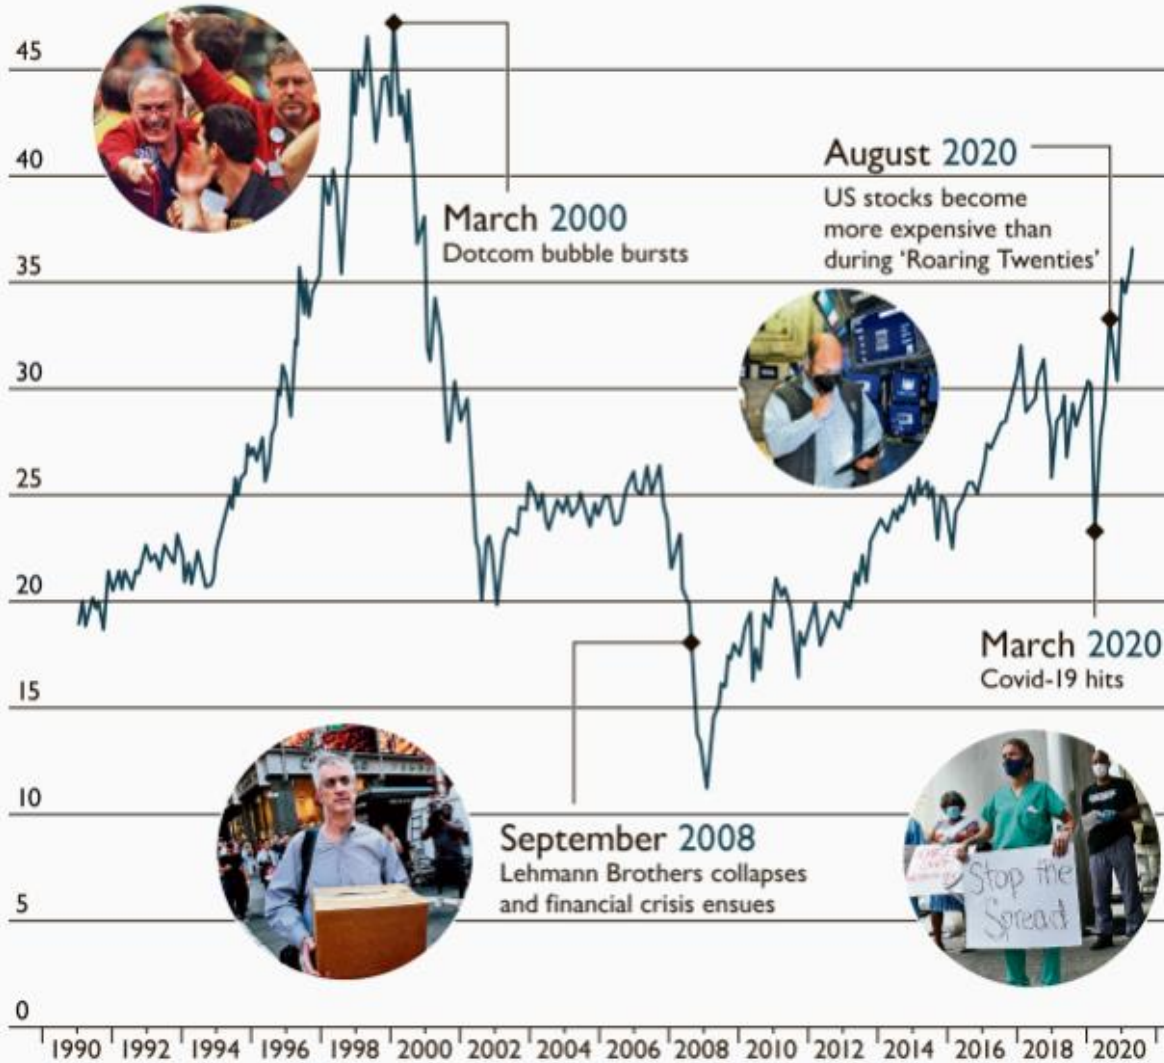 45
40
35
30
25
20
15
10
5
0
March 2000
Dotcom bubble bursts
August 2020
US stocks become
more expensive than
during ‘Roaring Twenties’
September 2008
Lehmann Brothers collapses
and financial crisis ensues
March 2020
Covid-19 hits
Stop the
Spread
1990 1992 1994 1996 1998 2000 2002 2004 2006 2008 2010 2012 2014 2016 2018 2020